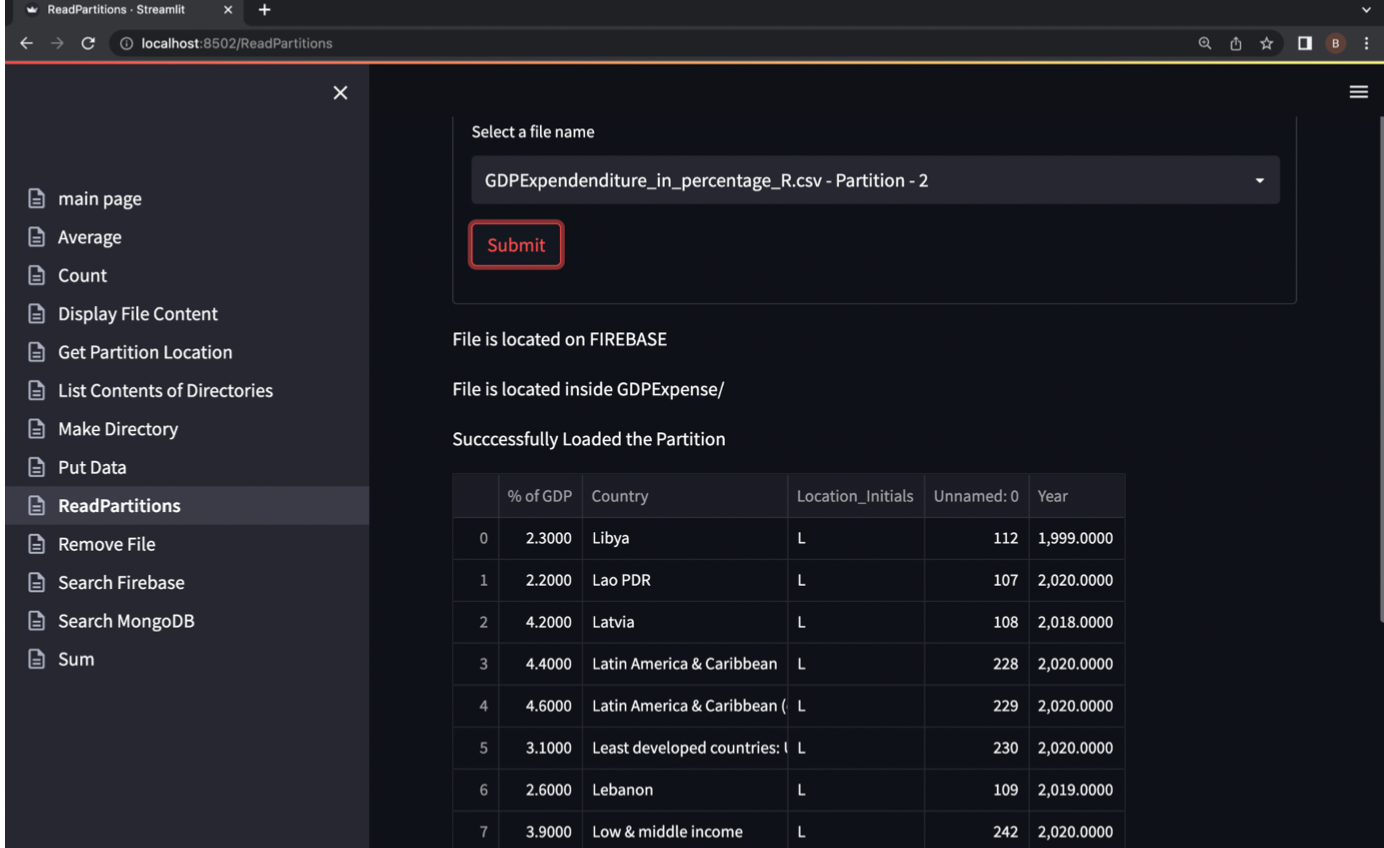 ReadPartitions · Streamlit
localhost:8502/ReadPartitions
B
main page
Average
Count
Display File Content
Get Partition Location
List Contents of Directories
Make Directory
Put Data
ReadPartitions
Remove File
Search Firebase
Search MongoDB
Sum
Select a file name
GDPExpendenditure_in_percentage_R.csv - Partition - 2
Submit
File is located on FIREBASE
File is located inside GDPExpense/
Succcessfully Loaded the Partition
% of GDP Country Location_Initials Unnamed: 0 Year
0 2.3000 Libya L 112 1,999.0000
1 2.2000 Lao PDR L 107 2,020.0000
2 4.2000 Latvia L 108 2,018.0000
3 4.4000 Latin America & Caribbean L 228 2,020.0000
4 4.6000 Latin America & Caribbean ( L 229 2,020.0000
5 3.1000 Least developed countries: L 230 2,020.0000
6 2.6000 Lebanon L 109 2,019.0000
7 3.9000 Low & middle income L 242 2,020.0000